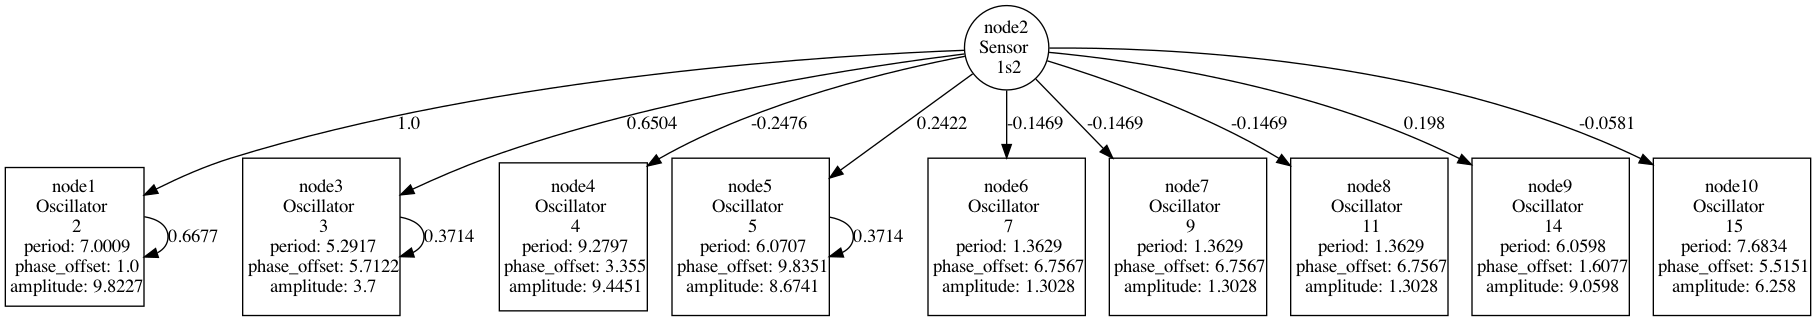 node2
Sensor
1s2
1.0
0.6504
-0.2476
0.2422
-0.1469
-0.1469
-0.1469
0.198
-0.0581
node1
Oscillator
2
period: 7.0009
phase_offset: 1.0
amplitude: 9.8227
0.6677
node3
Oscillator
3
period: 5.2917
phase_offset: 5.7122
amplitude: 3.7
0.3714
node4
Oscillator
4
period: 9.2797
phase_offset: 3.355
amplitude: 9.4451
node5
Oscillator
5
period: 6.0707
phase_offset: 9.8351
amplitude: 8.6741
0.3714
node6
Oscillator
7
period: 1.3629
phase_offset: 6.7567
amplitude: 1.3028
node7
Oscillator
9
period: 1.3629
phase_offset: 6.7567
amplitude: 1.3028
node8
Oscillator
11
period: 1.3629
phase_offset: 6.7567
amplitude: 1.3028
node9
Oscillator
14
period: 6.0598
phase_offset: 1.6077
amplitude: 9.0598
node10
Oscillator
15
period: 7.6834
phase_offset: 5.5151
amplitude: 6.258